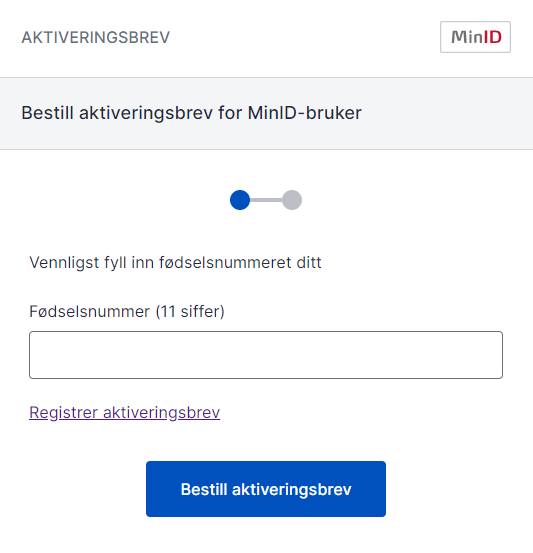 AKTIVERINGSBREV
MinID
Bestill aktiveringsbrev for MinID-bruker
Vennligst fyll inn fødselsnummeret ditt
Fødselsnummer (11 siffer)
Registrer aktiveringsbrev
Bestill aktiveringsbrev